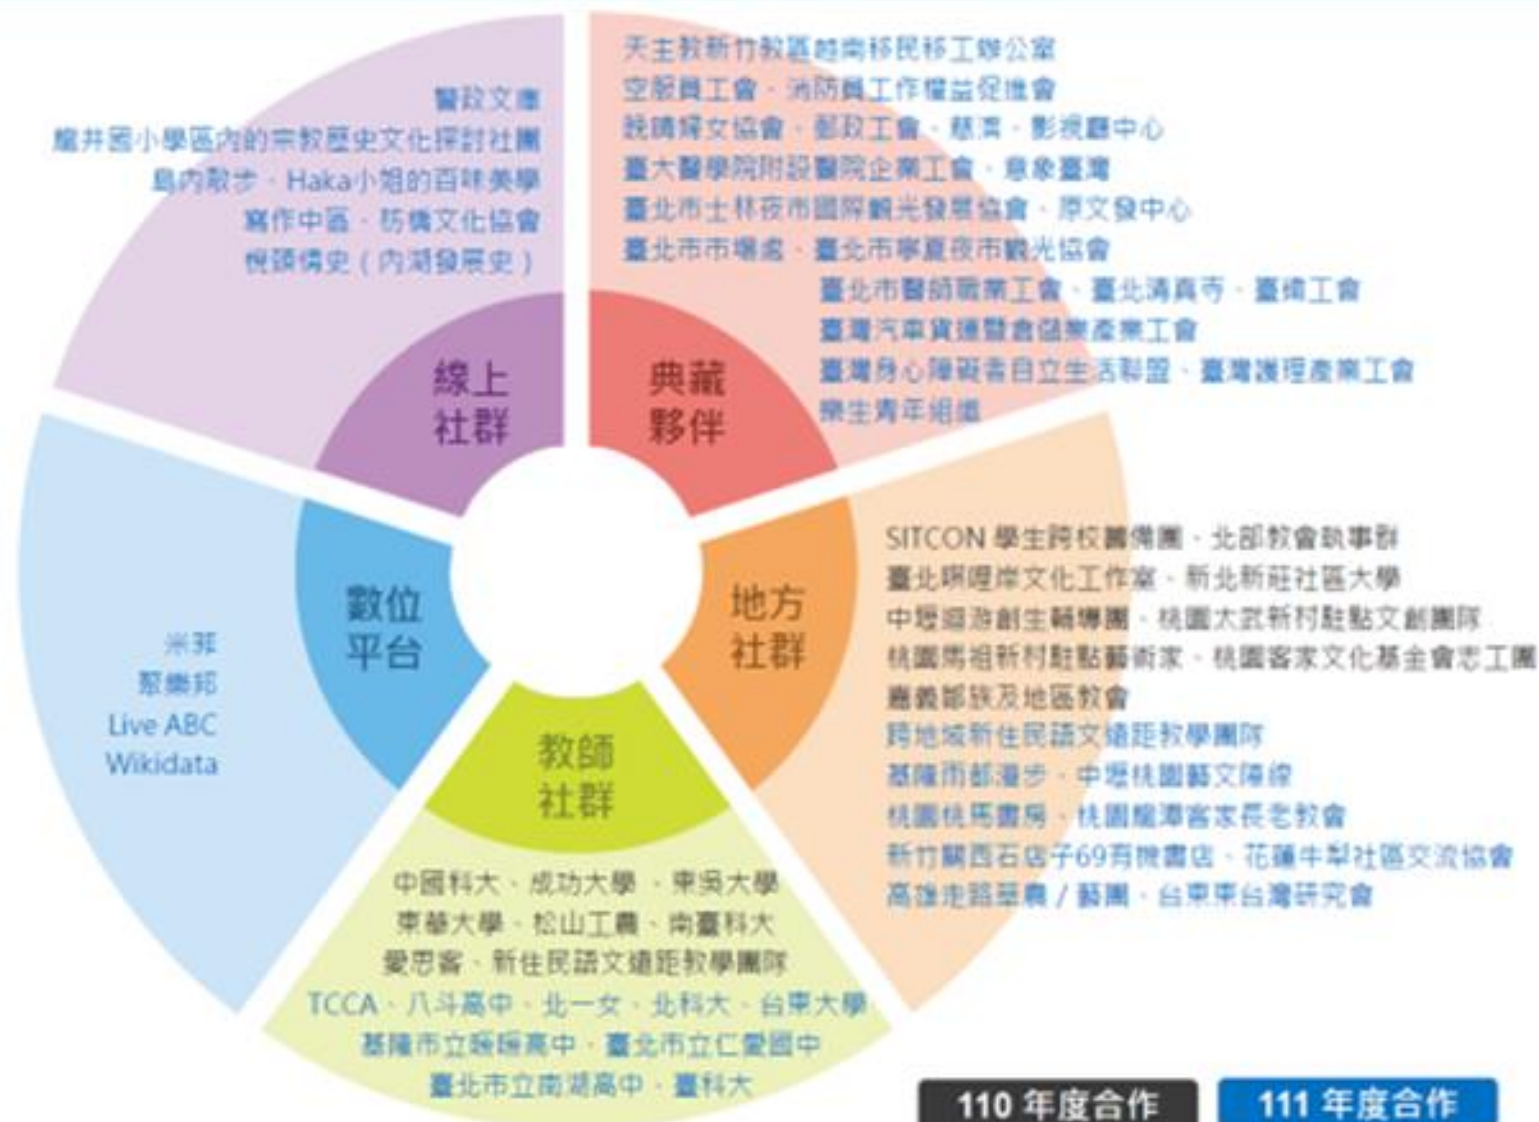 警政文庫
龍井國小學區內的宗教歷史文化探討社團
島內散步、Haka小姐的百味美學
寫作中區、枋橋文化協會
情史（內湖發展史）
線上
社群
天主教新竹教區越南移民移工辦公室
空服員工會、消防員工作權益促進會
晚晴婦女協會、郵政工會、慈濟、影視聽中心
臺大醫學院附設醫院企業工會、意象臺灣
臺北市士林夜市國際觀光發展協會、原文發中心
臺北市市場處、臺北市寧夏夜市觀光協會
臺北市醫師職業工會、臺北清真寺、臺鐵工會
臺灣汽車貨運暨倉儲業產業工會
臺灣身心障礙者自立生活聯盟、臺灣護理產業工會
樂生青年組織
典藏
夥伴
地方
社群
SITCON 學生跨校籌備團、北部教會執事群
臺北唭哩岸文化工作室、新北新莊社區大學
中壢迴游創生輔導團、桃園太武新村駐點文創團隊
桃園馬祖新村駐點藝術家、桃園客家文化基金會志工團
嘉義鄒族及地區教會
跨地域新住民語文遠距教學團隊
基隆雨都漫步、中壢桃園藝文陣線
桃園桃馬書房、桃園龍潭客家長老教會
新竹關西石店子69有機書店、花蓮牛犁社區交流協會
高雄走路草農 / 藝團、台東東台灣研究會
數位
平台
米菲
聚樂邦
Live ABC
Wikidata
教師
社群
中國科大、成功大學、東吳大學
東華大學、松山工農、南臺科大
愛思客、新住民語文遠距教學團隊
TCCA、八斗高中、北一女、北科大、台東大學
基隆市立暖暖高中、臺北市立仁愛國中
臺北市立南湖高中、臺科大
110 年度合作
111 年度合作